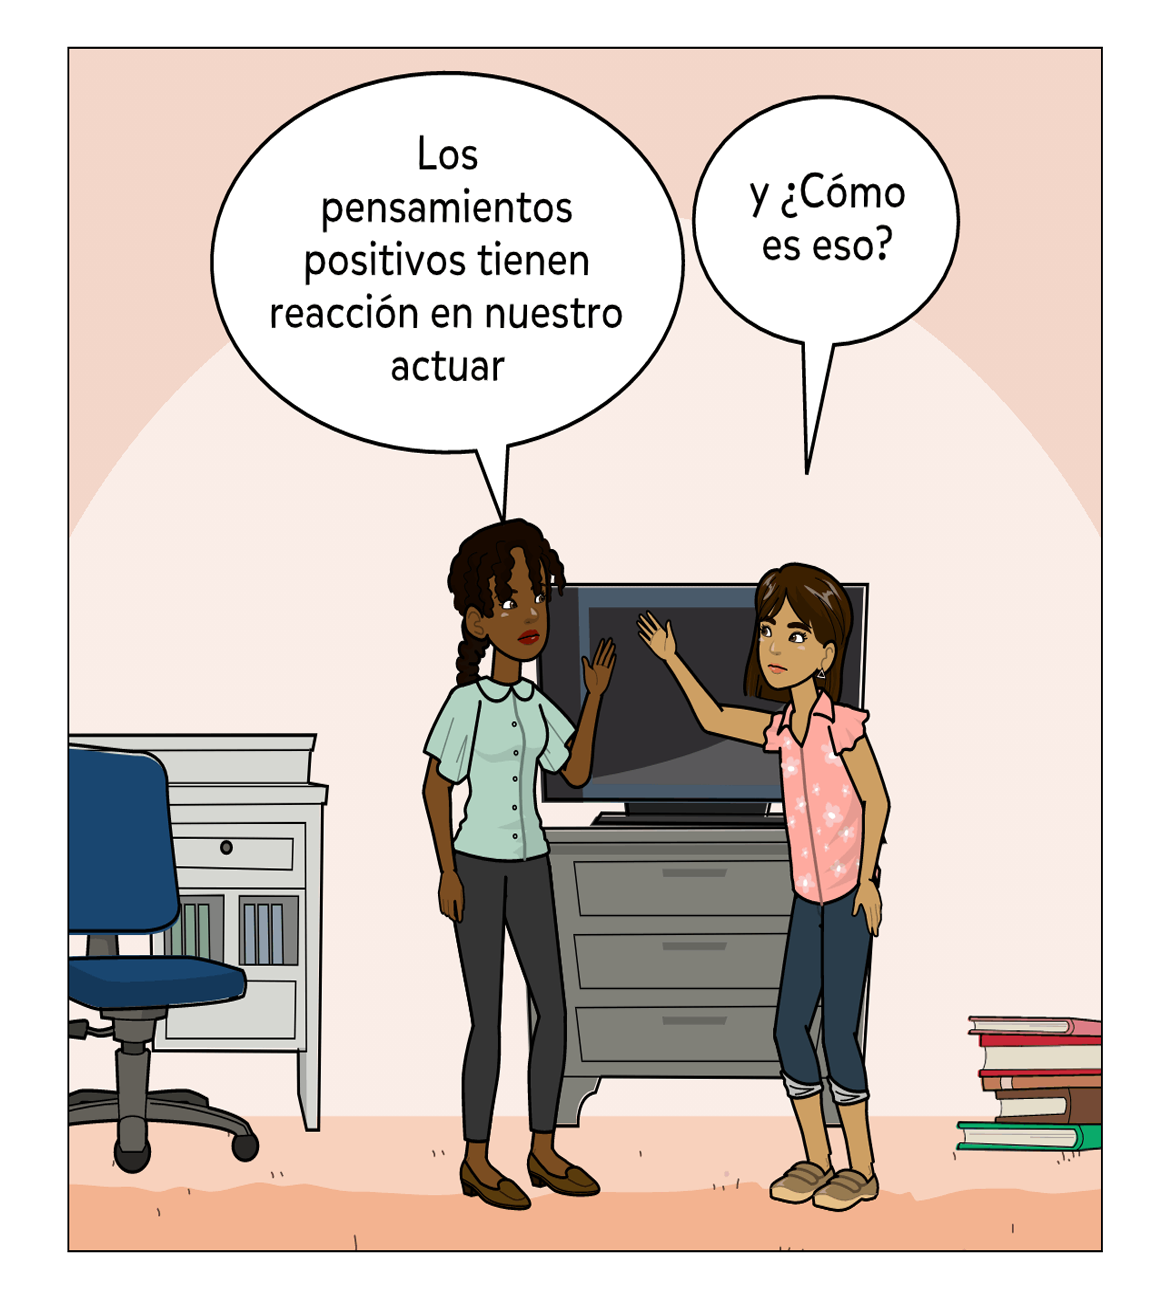 Los
pensamientos
positivos tienen
reacción en nuestro
actuar
y ¿Cómo
es eso?